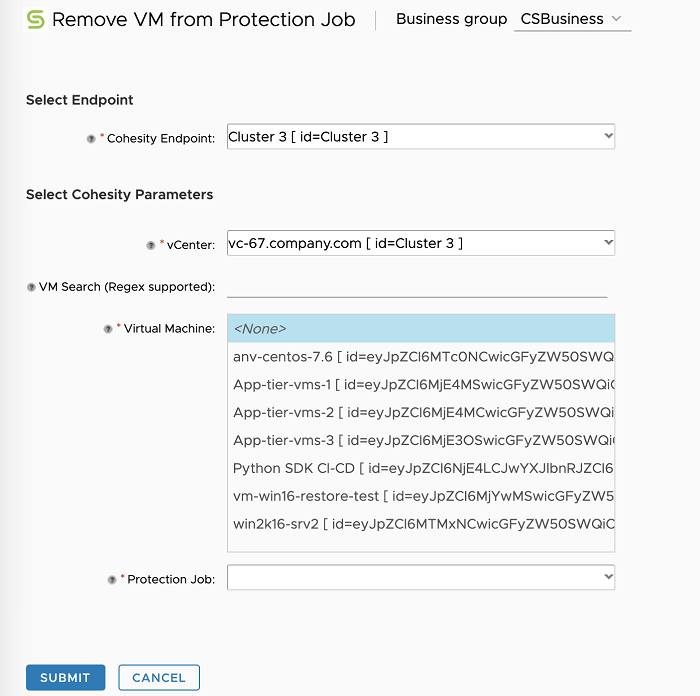 Remove VM from Protection Job Business group CSBusiness
Select Endpoint
* Cohesity Endpoint: Cluster 3 [ id=Cluster 3 ]
Select Cohesity Parameters
* vCenter: vc-67.company.com [ id=Cluster 3 ]
VM Search (Regex supported):
* Virtual Machine: <None>
anv-centos-7.6 [ id=eyJpZCI6MTc0NCwicGFyZW50SWQ
App-tier-vms-1 [ id=eyJpZCI6MjE4MSwicGFyZW50SWQi
App-tier-vms-2 [ id=eyJpZCI6MjE4MCwicGFyZW50SWQi
App-tier-vms-3 [ id=eyJpZCI6MjE3OSwicGFyZW50SWQi
Python SDK CI-CD [ id=eyJpZCI6NjE4LCJwYXJlbnRJZCI6
vm-win16-restore-test [ id=eyJpZCI6MjYwMSwicGFyZW5
win2k16-srv2 [ id=eyJpZCI6MTMxNCwicGFyZW50SWQiO
* Protection Job:
SUBMIT CANCEL